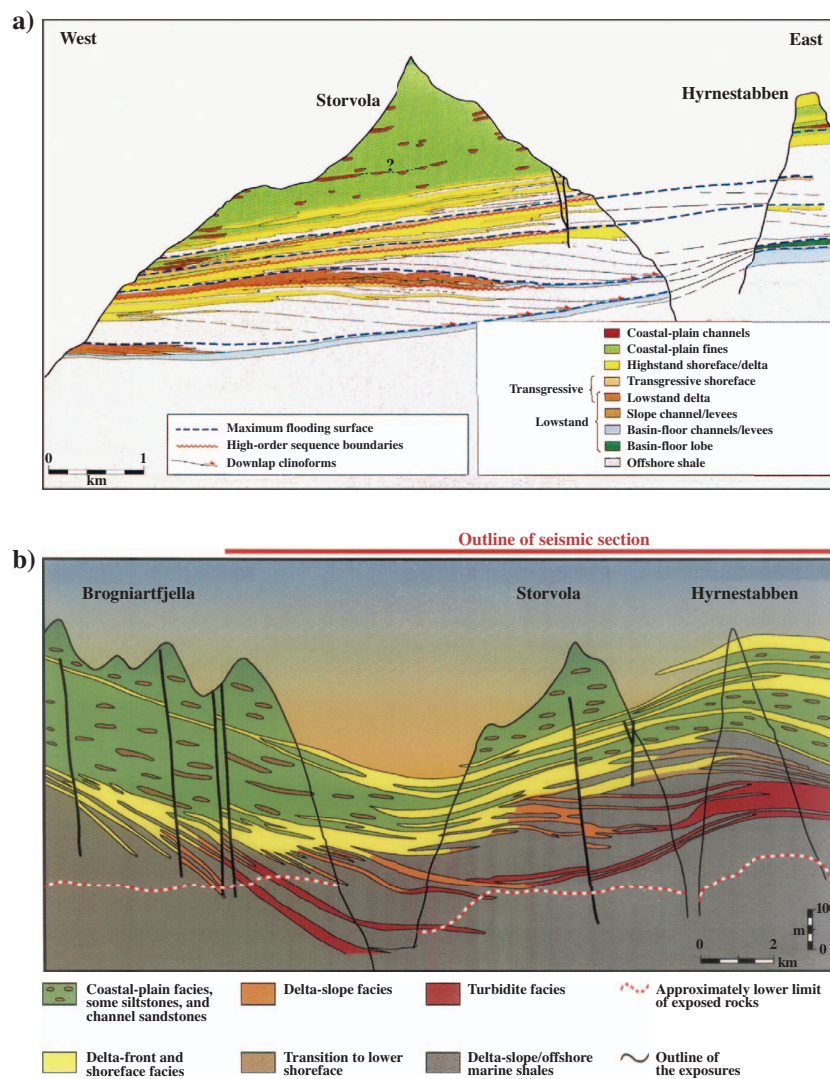 a)
West
East
Storvola
Hyrnestabben
?
Coastal-plain channels
Coastal-plain fines
Highstand shoreface/delta
Transgressive
Transgressive shoreface
Lowstand delta
Lowstand
Slope channel/levees
Basin-floor channels/levees
Basin-floor lobe
Offshore shale
Maximum flooding surface
High-order sequence boundaries
Downlap clinoforms
0 1
km
Outline of seismic section
b)
Brogniartfjella
Storvola
Hyrnestabben
100
m
0
0 2
km
Coastal-plain facies,
some siltstones, and
channel sandstones
Delta-slope facies
Turbidite facies
Approximately lower limit
of exposed rocks
Delta-front and
shoreface facies
Transition to lower
shoreface
Delta-slope/offshore
marine shales
Outline of
the exposures